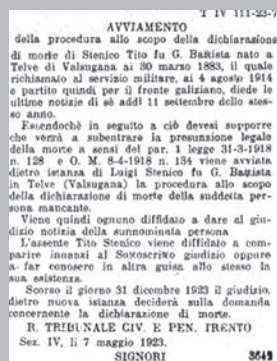 T IV 111-23-7
AVVIAMENTO
della procedura allo scopo della dichiarazione
di morte di Stenico Tito fu G. Battista nato a
Telve di Valsugana ai 30 marzo 1883, il quale
richiamato al servizio militare, ai 4 agosto 1914
e partito quindi per il fronte galiziano, diede le
ultime notizie di sè addì 11 settembre dello stes-
so anno.
Essendochè in seguito a ciò devesi supporre
che verrà a subentrare la presunzione legale
della morte a sensi del par. 1 legge 31-3-1918
n. 128 e O. M. 8-4-1918 n. 134 viene avviata
dietro istanza di Luigi Stenico fu G. Battista
in Telve (Valsugana) la procedura allo scopo
della dichiarazione di morte della suddetta per-
sona mancante.
Viene quindi ognuno diffidato a dare al giu-
dizio notizia della sunnominata persona
L'assente Tito Stenico viene diffidato a com-
parire innanzi al Sottoscritto giudizio oppure
a far conoscere in altra guisa allo stesso la
sua esistenza.
Scorso il giorno 31 dicembre 1923 il giudizio,
dietro nuova istanza deciderà sulla domanda
concernente la dichiarazione di morte.
R. TRIBUNALE CIV. E PEN. TRENTO
Sez. IV, li 7 maggio 1923.
SIGNORI 3649